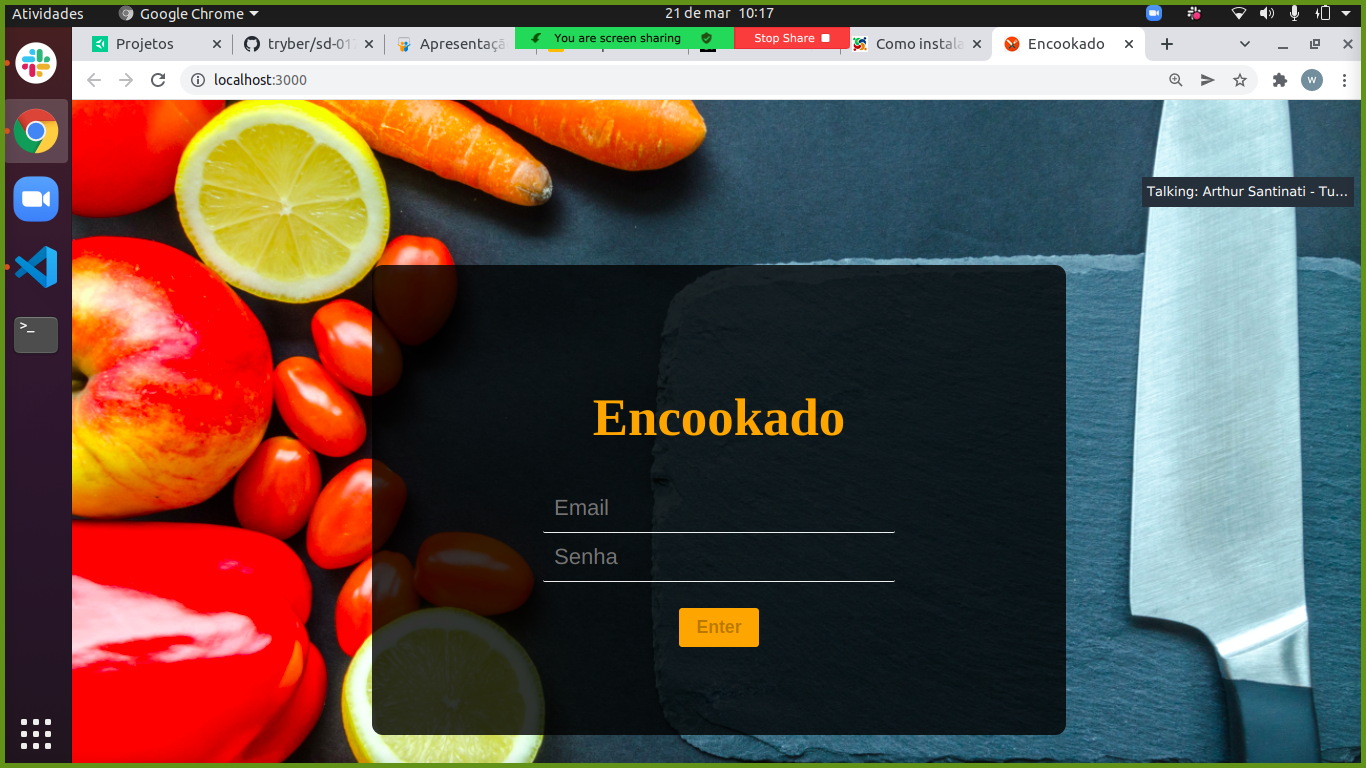 Atividades
Google Chrome
21 de mar 10:17
Projetos
tryber/sd-017
Apresentaçã
You are screen sharing
Stop Share
Como instala
Encookado
localhost:3000
W
Talking: Arthur Santinati - Tu...
Encookado
Email
Senha
Enter
>_